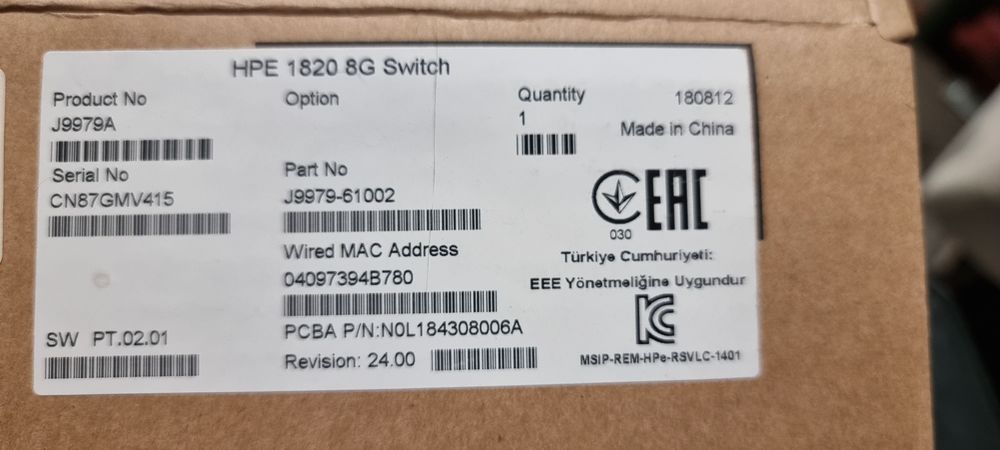 HPE 1820 8G Switch
Product No
J9979A
Serial No
CN87GMV415
SW PT.02.01
Option
Part No
J9979-61002
Wired MAC Address
04097394B780
PCBA P/N:N0L184308006A
Revision: 24.00
Quantity
1
180812
Made in China
030
EAC
Türkiye Cumhuriyeti:
EEE Yönetmeliğine Uygundur
MSIP-REM-HPe-RSVLC-1401